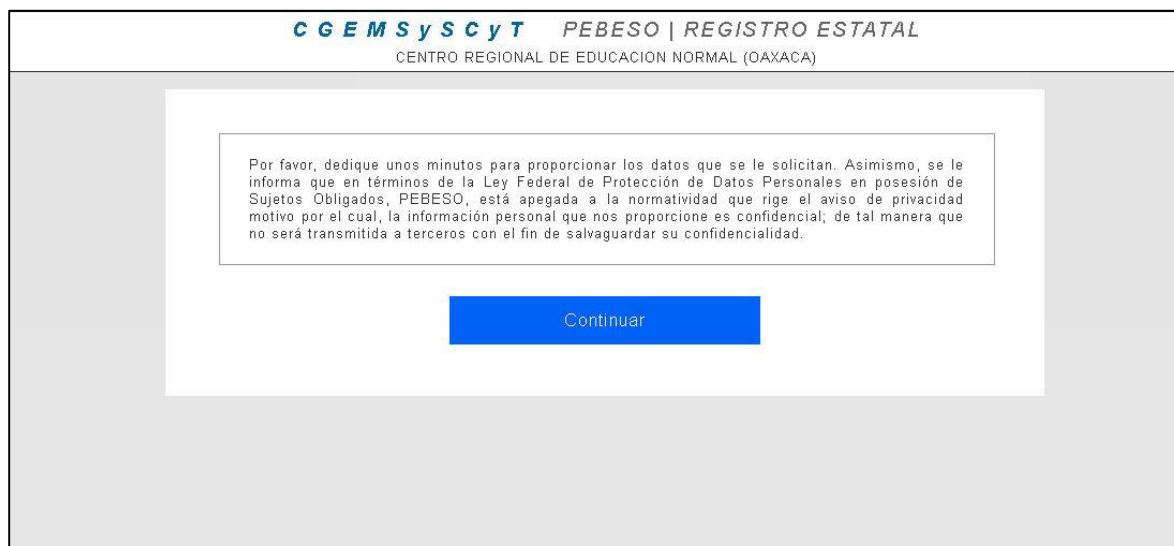 CGEMSySCyT PEBESO | REGISTRO ESTATAL
CENTRO REGIONAL DE EDUCACION NORMAL (OAXACA)
Por favor, dedique unos minutos para proporcionar los datos que se le solicitan. Asimismo, se le
informa que en términos de la Ley Federal de Protección de Datos Personales en posesión de
Sujetos Obligados, PEBESO, está apegada a la normatividad que rige el aviso de privacidad
motivo por el cual, la información personal que nos proporcione es confidencial; de tal manera que
no será transmitida a terceros con el fin de salvaguardar su confidencialidad.
Continuar